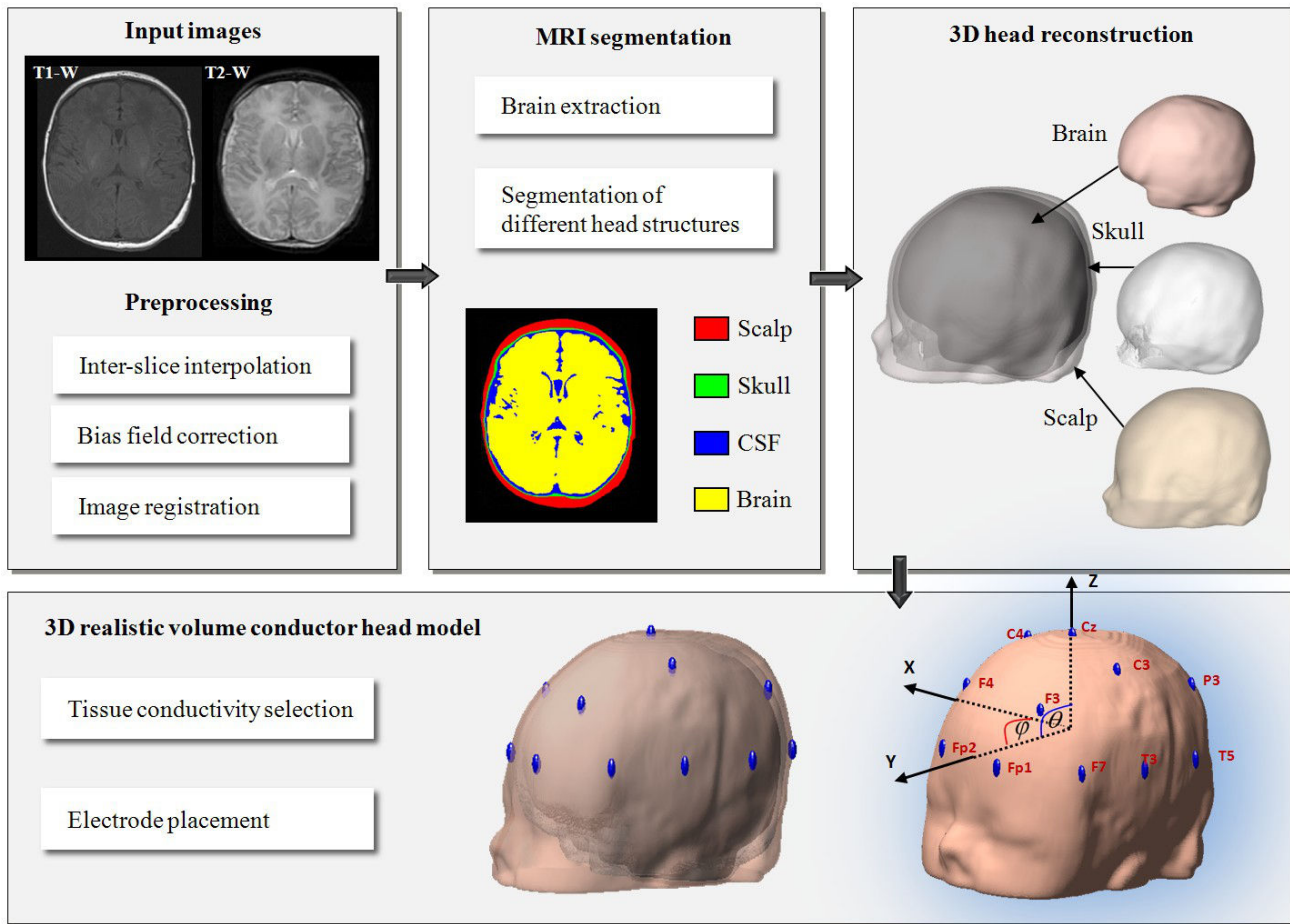 Input images
T1-W
T2-W
Preprocessing
Inter-slice interpolation
Bias field correction
Image registration
MRI segmentation
Brain extraction
Segmentation of
different head structures
Scalp
Skull
CSF
Brain
3D head reconstruction
Brain
Skull
Scalp
3D realistic volume conductor head model
Tissue conductivity selection
Electrode placement
Z
C4
Cz
C3
X
F4
P3
F3
φ
θ
Fp2
Y
Fp1
F7
T3
T5